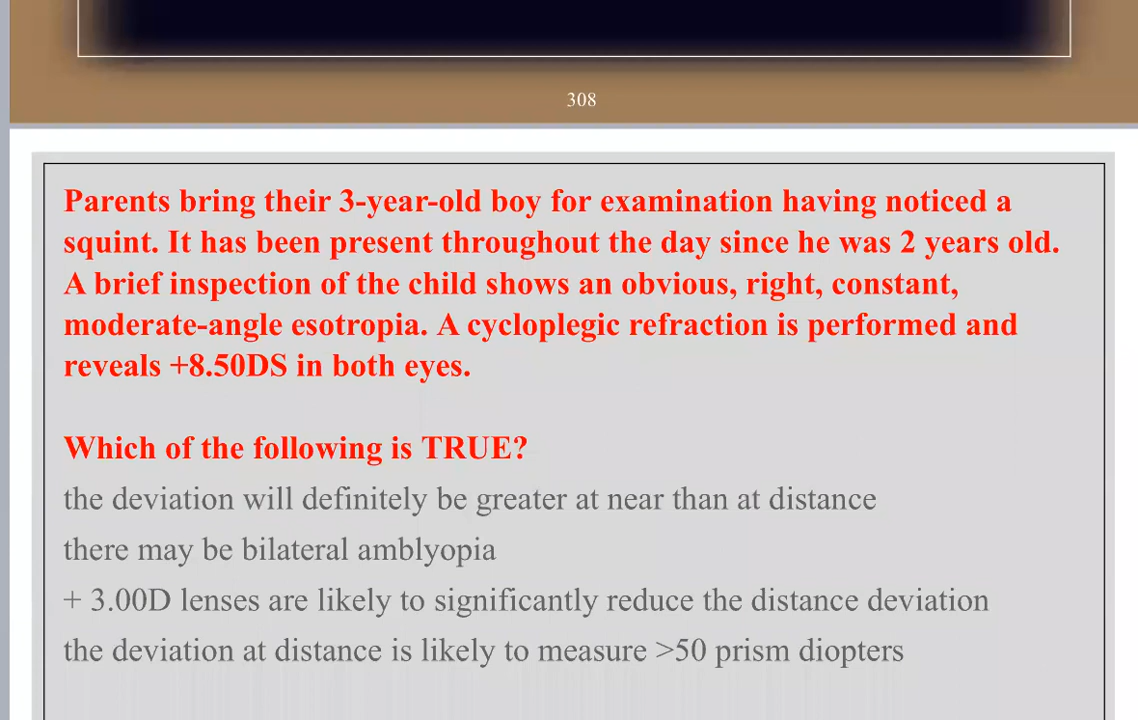 308
Parents bring their 3-year-old boy for examination having noticed a
squint. It has been present throughout the day since he was 2 years old.
A brief inspection of the child shows an obvious, right, constant,
moderate-angle esotropia. A cycloplegic refraction is performed and
reveals +8.50DS in both eyes.
Which of the following is TRUE?
the deviation will definitely be greater at near than at distance
there may be bilateral amblyopia
+ 3.00D lenses are likely to significantly reduce the distance deviation
the deviation at distance is likely to measure >50 prism diopters